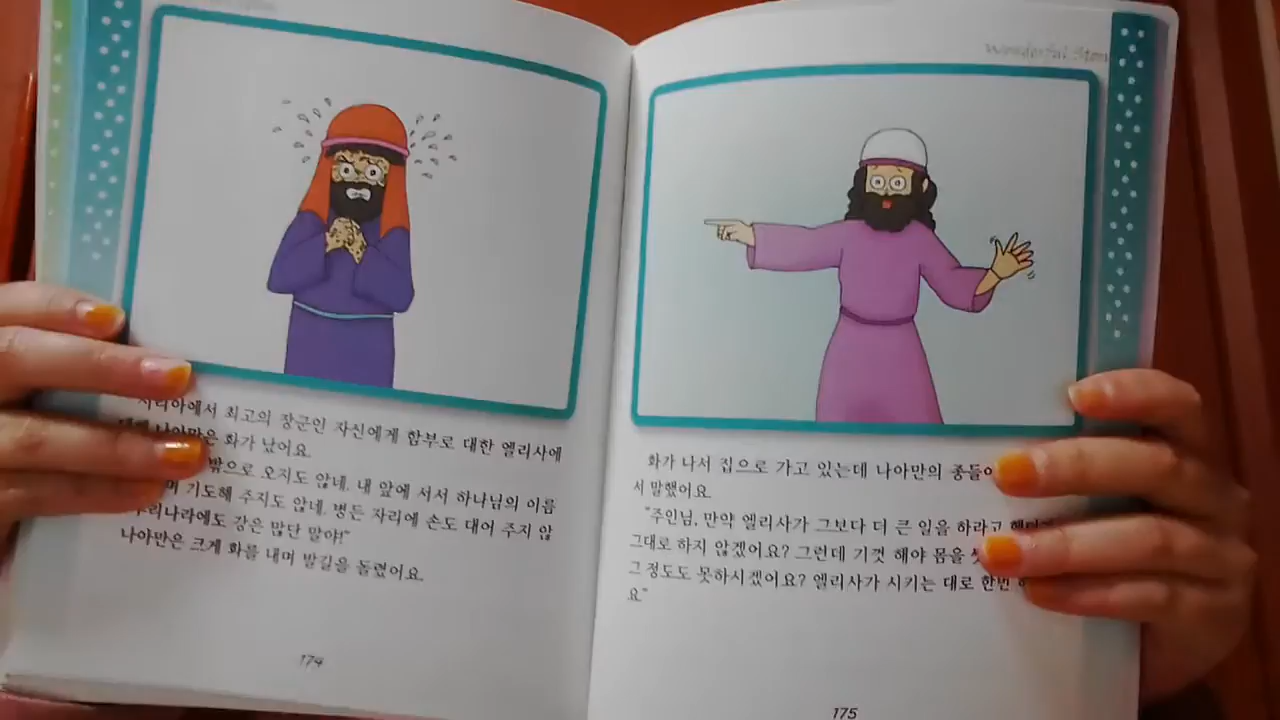 시리아에서 최고의 장군인 자신에게 함부로 대한 엘리사에
나아만은 화가 났어요.
밖으로 오지도 않네. 내 앞에 서서 하나님의 이름
기도해 주지도 않네. 병든 자리에 손도 대어 주지 않
우리나라에도 강은 많단 말야!"
나아만은 크게 화를 내며 발길을 돌렸어요.
174
Wonderful Stori
화가 나서 집으로 가고 있는데 나아만의 종들이
서 말했어요.
"주인님, 만약 엘리사가 그보다 더 큰 일을 하라고
그대로 하지 않겠어요? 그런데 기껏 해야 몸을
그 정도도 못하시겠어요? 엘리사가 시키는 대로 한번
요"
175